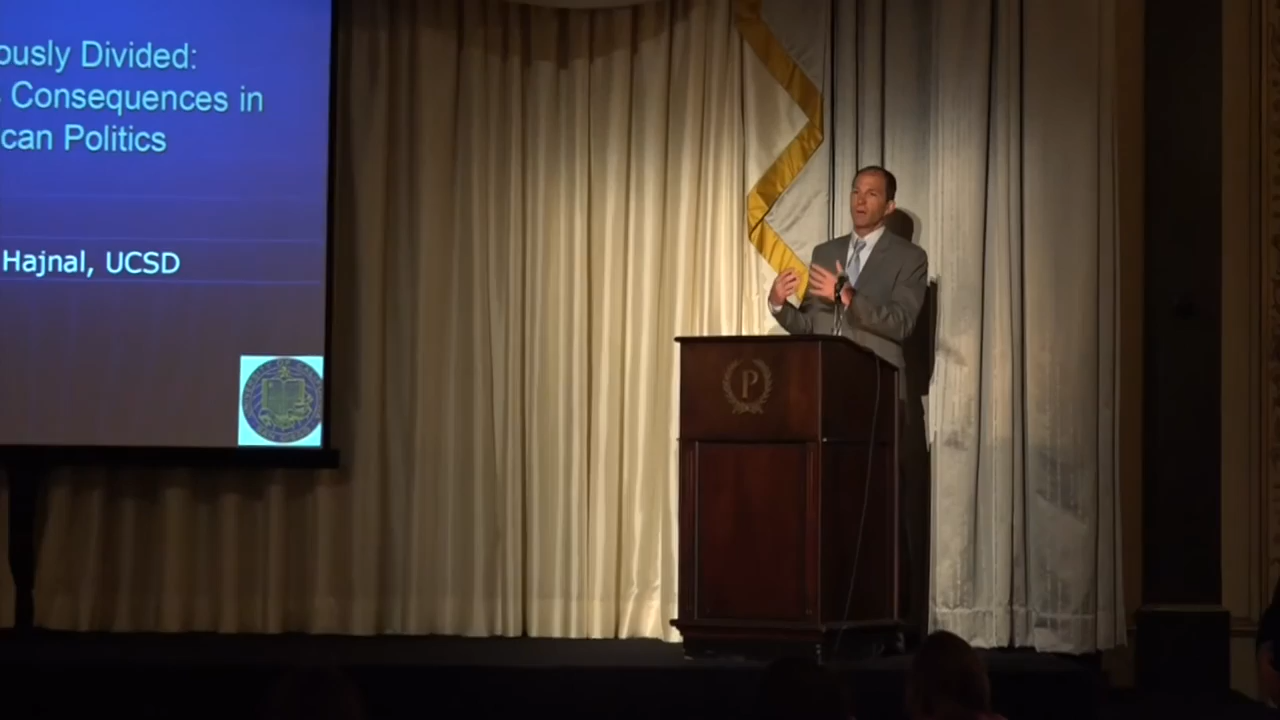 ously Divided:
Consequences in
can Politics
Hajnal, UCSD
P